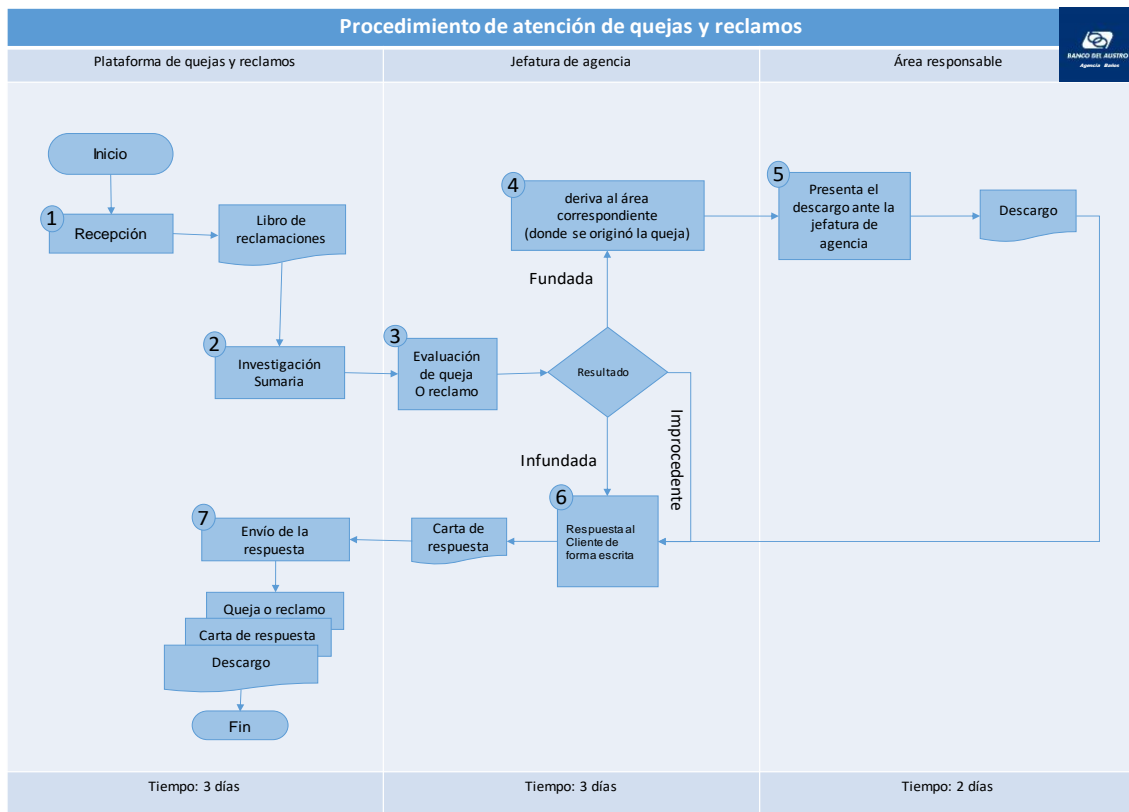 Procedimiento de atención de quejas y reclamos
BANCO DEL AUSTRO
Agencia Baños
Plataforma de quejas y reclamos
Jefatura de agencia
Área responsable
Inicio
1
Recepción
Libro de
reclamaciones
2
Investigación
Sumaria
3
Evaluación
de queja
O reclamo
Resultado
Fundada
4
deriva al área
correspondiente
(donde se originó la queja)
5
Presenta el
descargo ante la
jefatura de
agencia
Descargo
Improcedente
Infundada
6
Respuesta al
Cliente de
forma escrita
Carta de
respuesta
7
Envío de la
respuesta
Queja o reclamo
Carta de respuesta
Descargo
Fin
Tiempo: 3 días
Tiempo: 3 días
Tiempo: 2 días